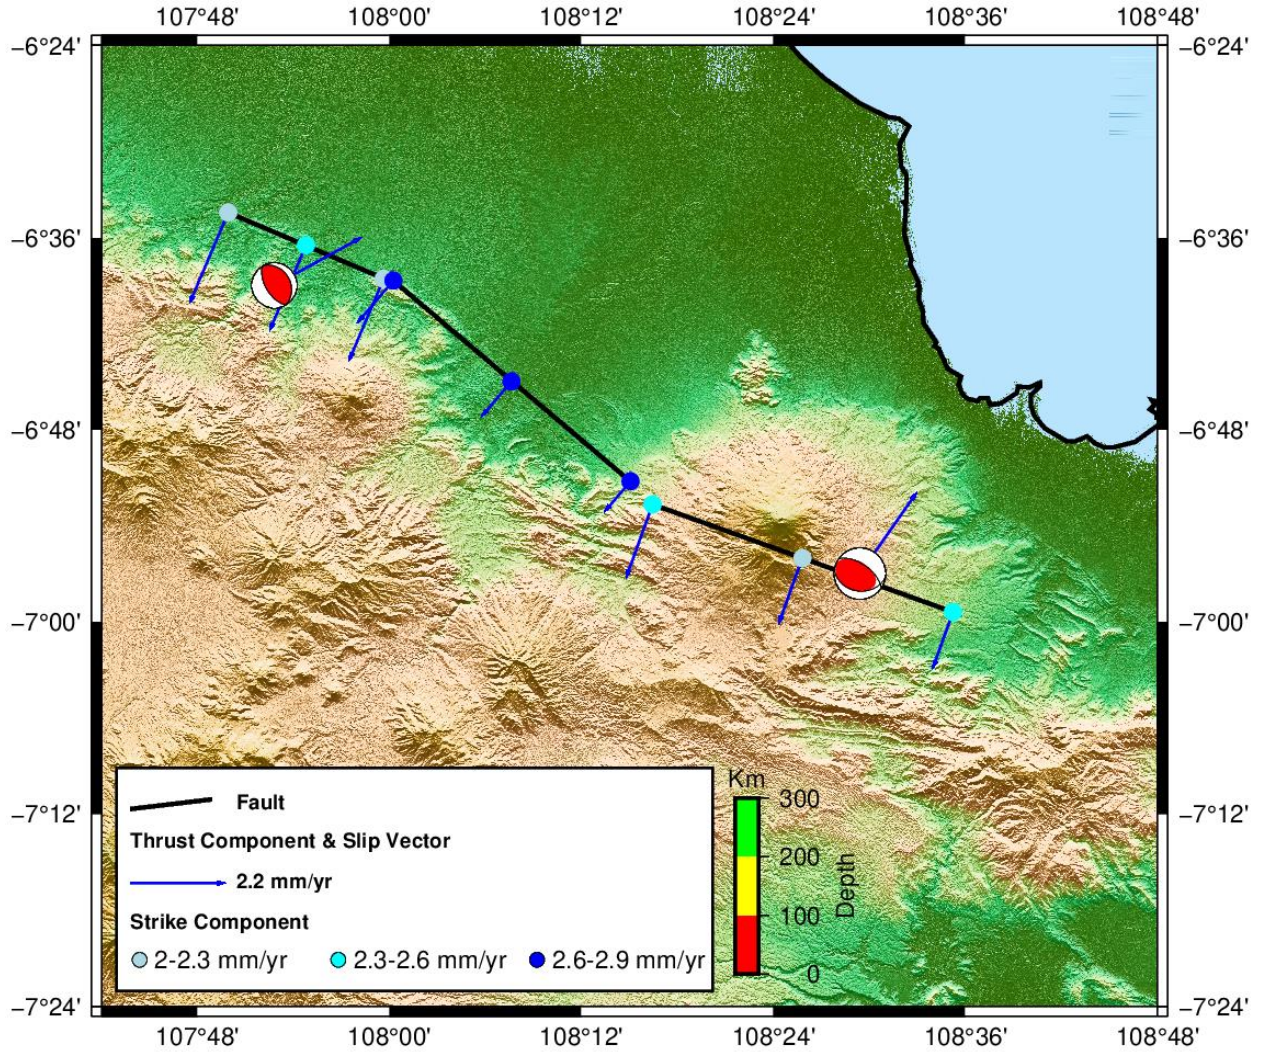 107°48' 108°00' 108°12' 108°24' 108°36' 108°48'
−6°24' −6°24'
−6°36' −6°36'
−6°48' −6°48'
−7°00' −7°00'
−7°12' −7°12'
−7°24' −7°24'
Fault
Thrust Component & Slip Vector
2.2 mm/yr
Strike Component
2-2.3 mm/yr 2.3-2.6 mm/yr 2.6-2.9 mm/yr
Km
300
200
100
0
Depth
107°48' 108°00' 108°12' 108°24' 108°36' 108°48'